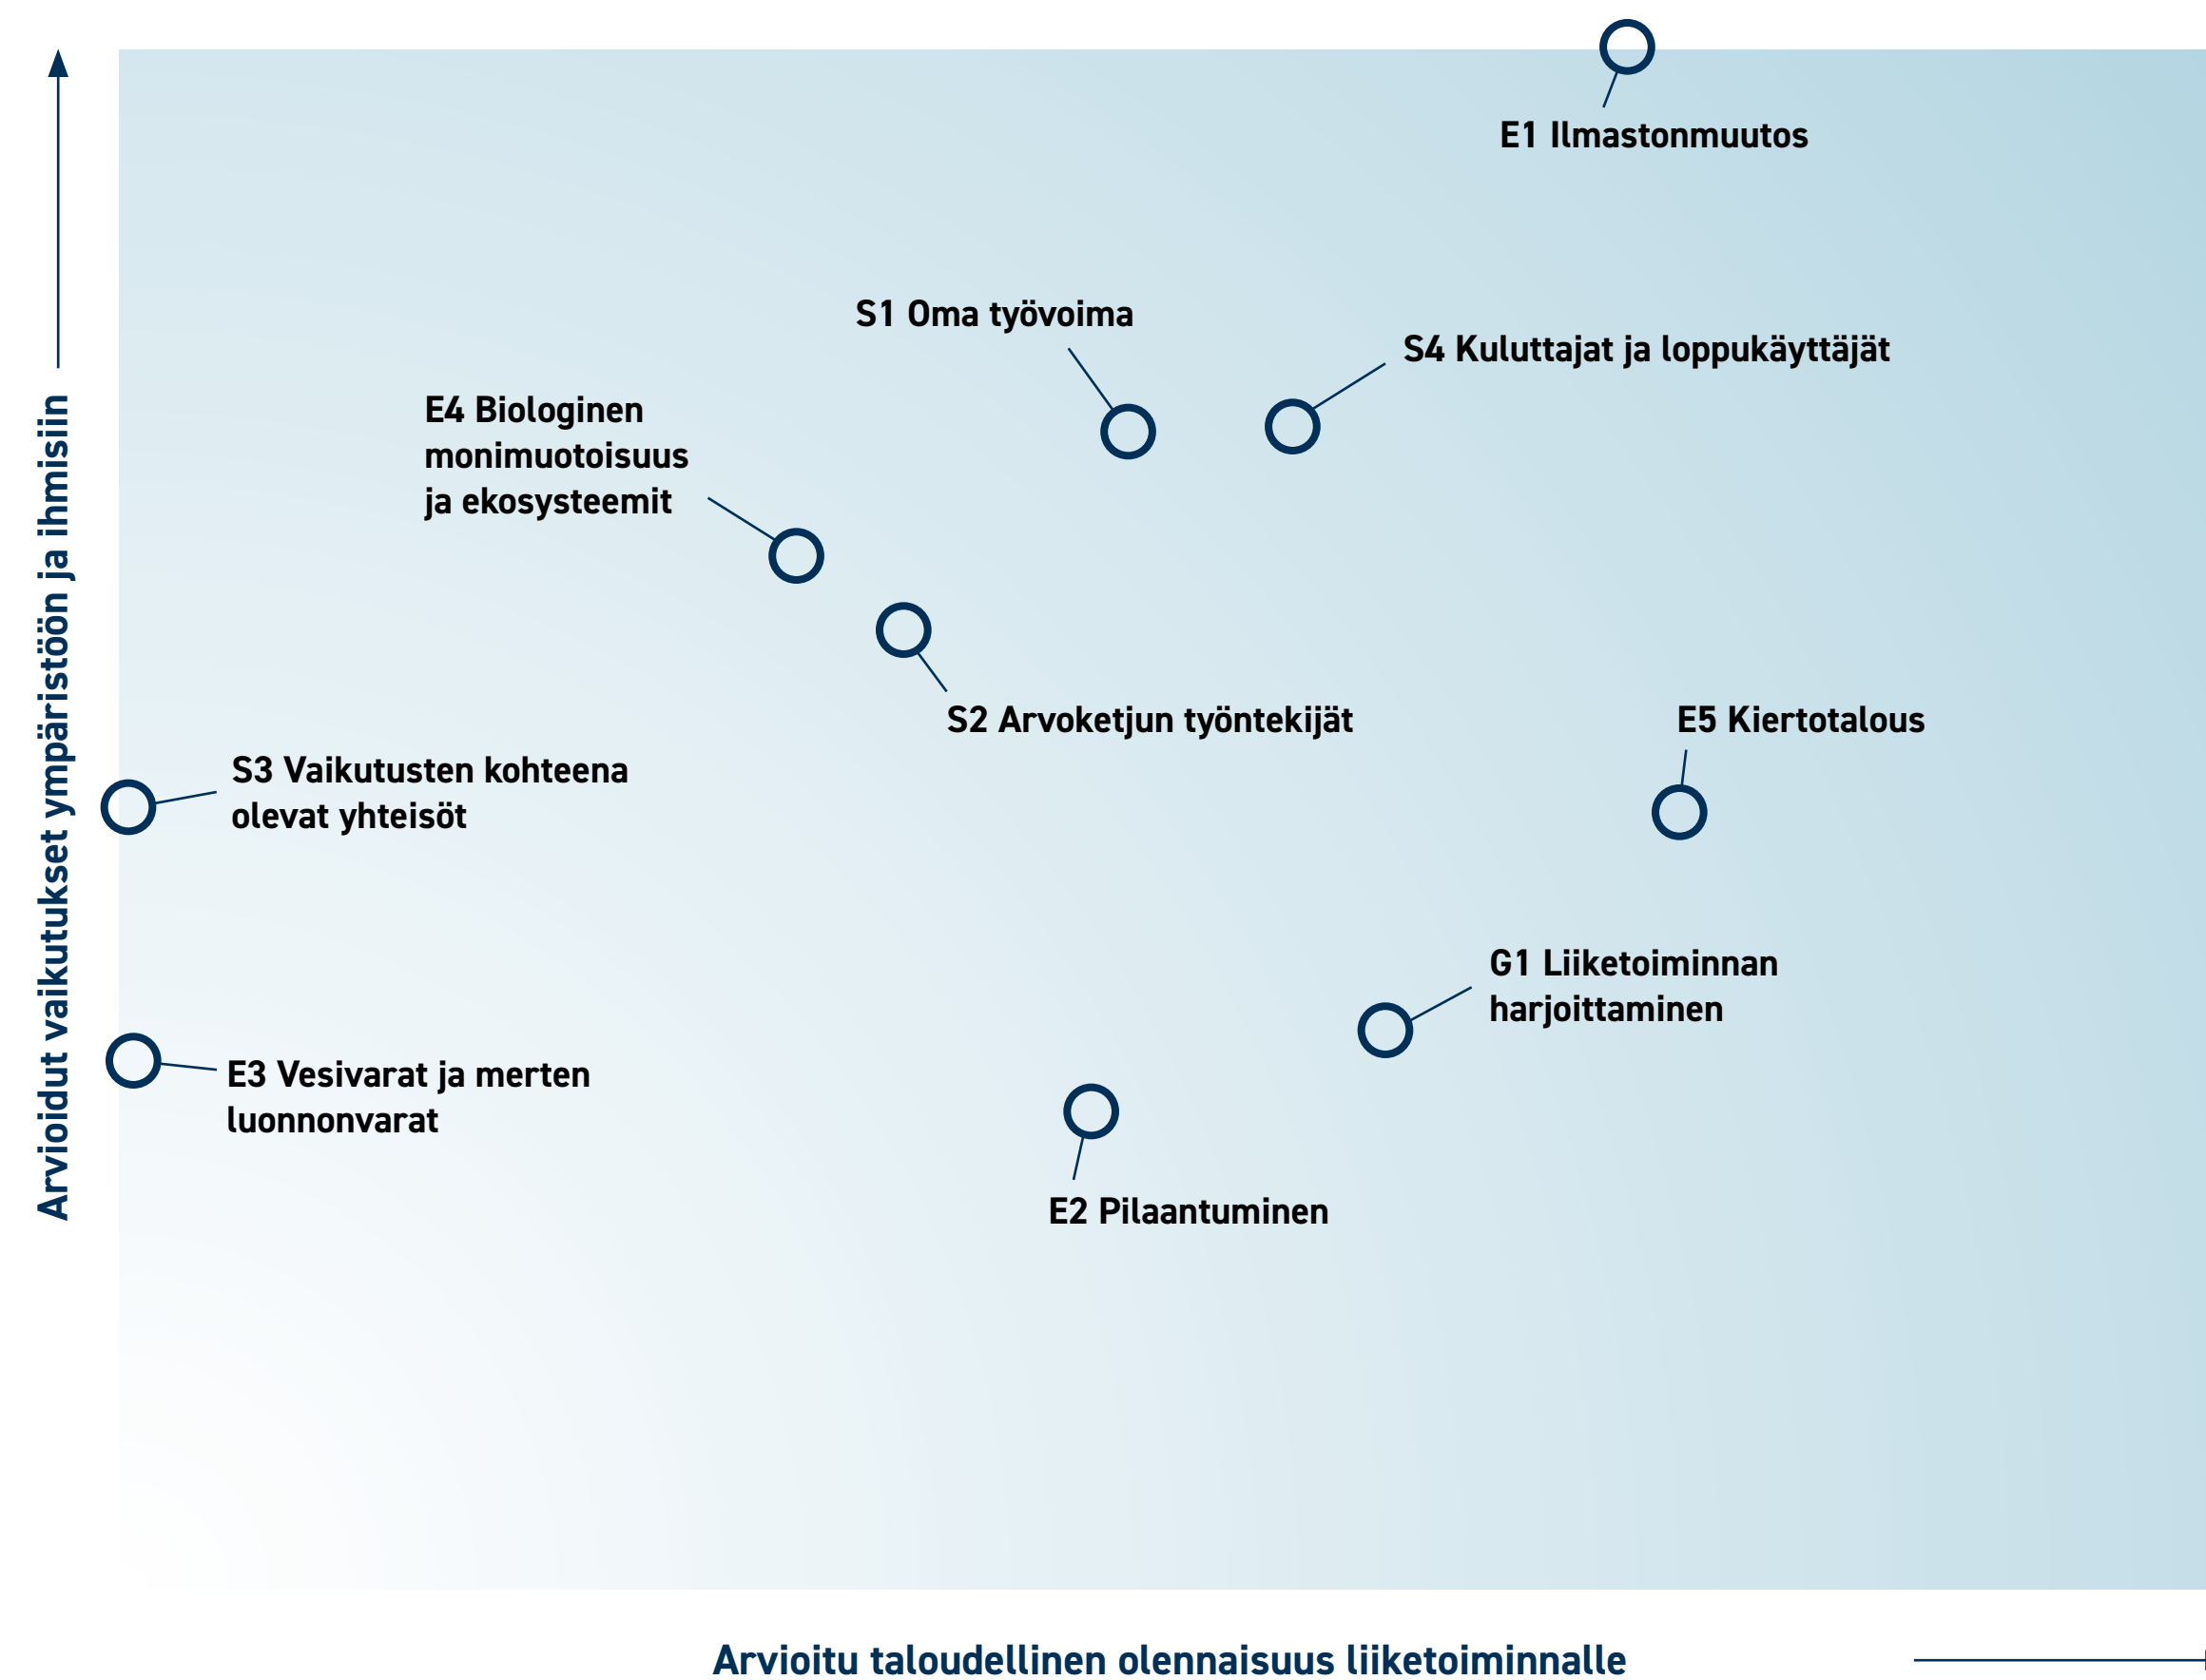 E1 Ilmastonmuutos
S1 Oma työvoima
S4 Kuluttajat ja loppukäyttäjät
E4 Biologinen
monimuotoisuus
ja ekosysteemit
S2 Arvoketjun työntekijät
E5 Kiertotalous
S3 Vaikutusten kohteena
olevat yhteisöt
G1 Liiketoiminnan
harjoittaminen
E3 Vesivarat ja merten
luonnonvarat
E2 Pilaantuminen
Arvioidut vaikutukset ympäristöön ja ihmisiin
Arvioitu taloudellinen olennaisuus liiketoiminnalle